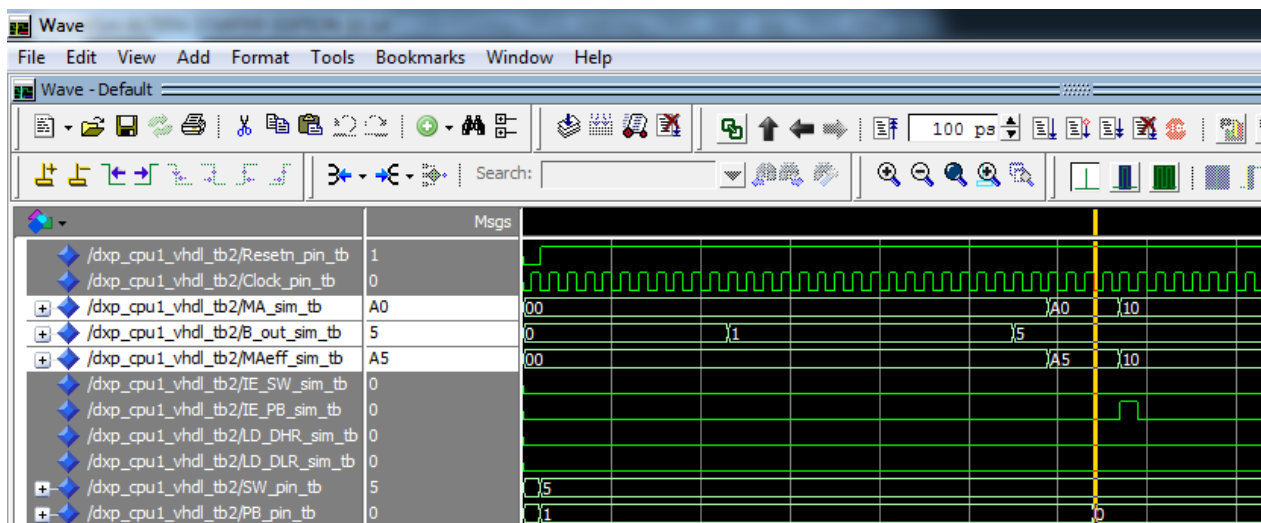 Wave
File Edit View Add Format Tools Bookmarks Window Help
Wave - Default
100 ps
Search:
Msgs
/dxp_cpu1_vhdl_tb2/Resetn_pin_tb 1
/dxp_cpu1_vhdl_tb2/Clock_pin_tb 0
/dxp_cpu1_vhdl_tb2/MA_sim_tb A0 00 A0 10
/dxp_cpu1_vhdl_tb2/B_out_sim_tb 5 0 1 5
/dxp_cpu1_vhdl_tb2/MAeff_sim_tb A5 00 A5 10
/dxp_cpu1_vhdl_tb2/IE_SW_sim_tb 0
/dxp_cpu1_vhdl_tb2/IE_PB_sim_tb 0
/dxp_cpu1_vhdl_tb2/LD_DHR_sim_tb 0
/dxp_cpu1_vhdl_tb2/LD_DLR_sim_tb 0
/dxp_cpu1_vhdl_tb2/SW_pin_tb 5 5
/dxp_cpu1_vhdl_tb2/PB_pin_tb 0 1 0